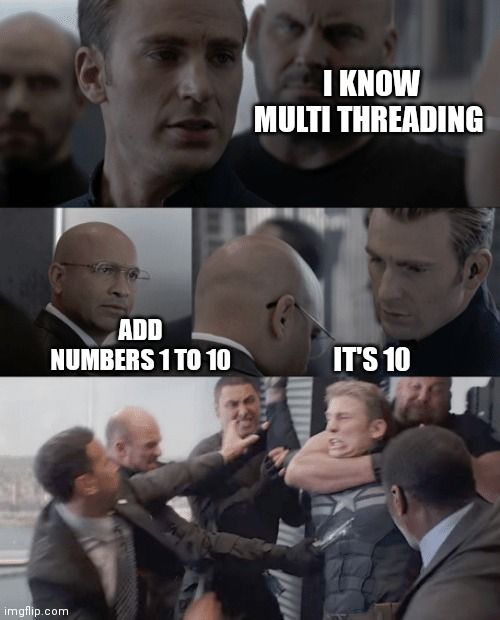 I KNOW
MULTI THREADING
ADD
NUMBERS 1 TO 10
IT'S 10
imgflip.com